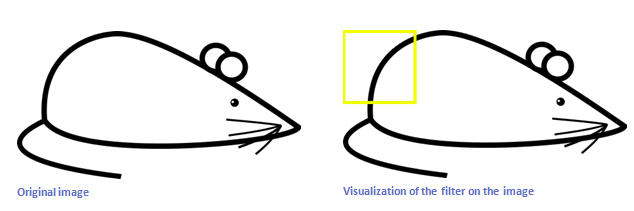 Original image
Visualization of the filter on the image